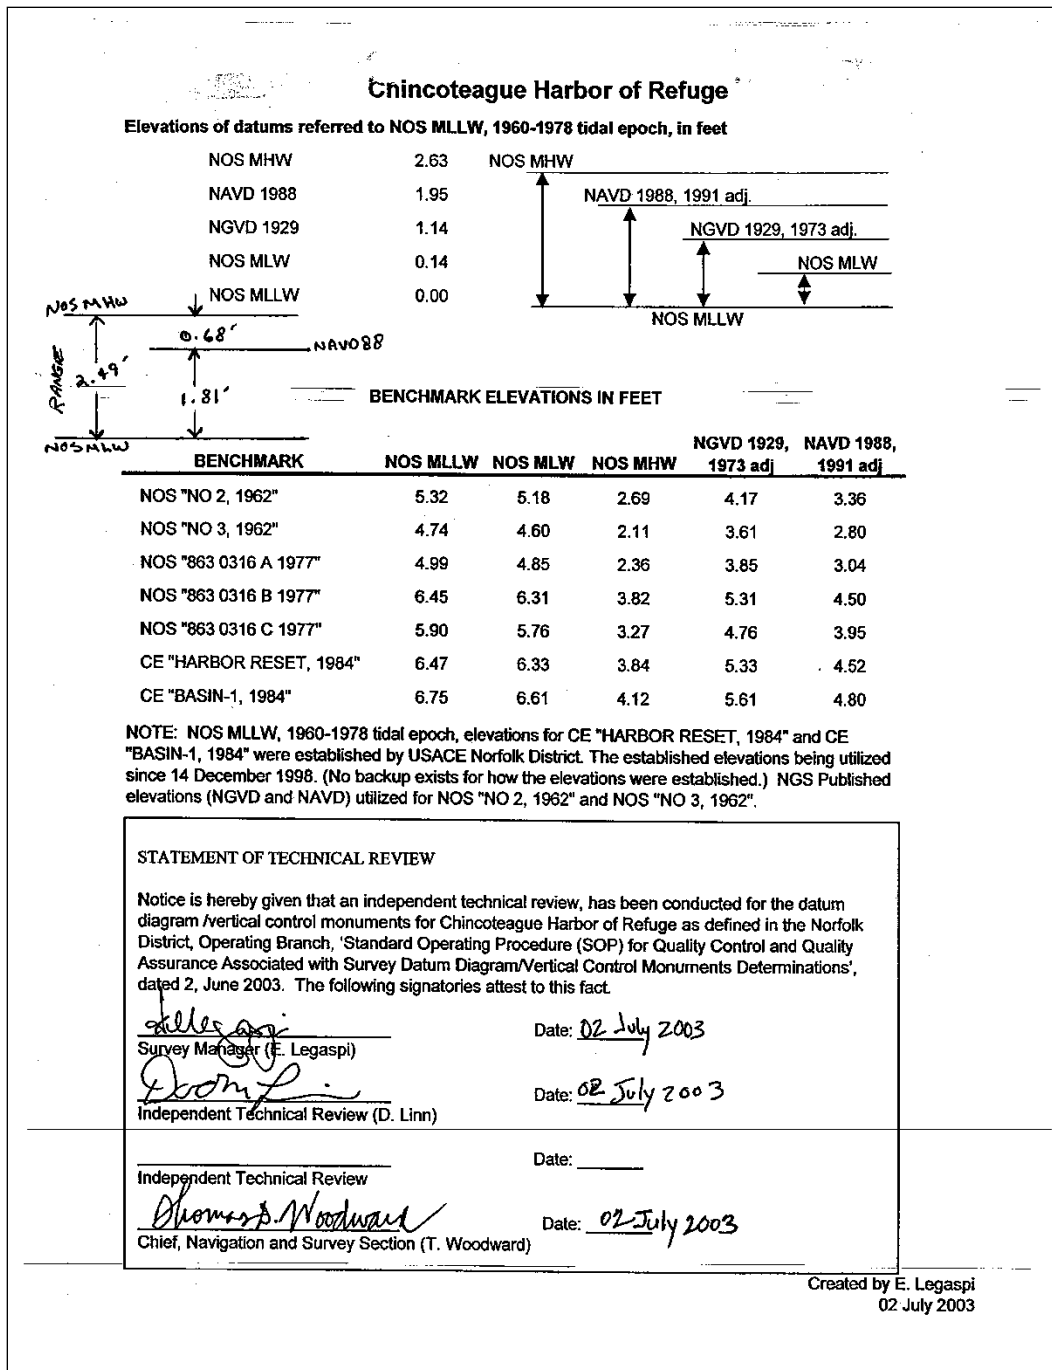 Chincoteague Harbor of Refuge
Elevations of datums referred to NOS MLLW, 1960-1978 tidal epoch, in feet
NOS MHW 2.63
NAVD 1988 1.95
NGVD 1929 1.14
NOS MLW 0.14
NOS MLLW 0.00
NOS MHW
NAVD 1988, 1991 adj.
NGVD 1929, 1973 adj.
NOS MLW
NOS MLLW
NOS MHW
0.68'
NAVD88
RANGE
2.49'
1.81'
NOS MLW
BENCHMARK ELEVATIONS IN FEET
BENCHMARK NOS MLLW NOS MLW NOS MHW NGVD 1929, 1973 adj NAVD 1988, 1991 adj
NOS "NO 2, 1962" 5.32 5.18 2.69 4.17 3.36
NOS "NO 3, 1962" 4.74 4.60 2.11 3.61 2.80
NOS "863 0316 A 1977" 4.99 4.85 2.36 3.85 3.04
NOS "863 0316 B 1977" 6.45 6.31 3.82 5.31 4.50
NOS "863 0316 C 1977" 5.90 5.76 3.27 4.76 3.95
CE "HARBOR RESET, 1984" 6.47 6.33 3.84 5.33 4.52
CE "BASIN-1, 1984" 6.75 6.61 4.12 5.61 4.80
NOTE: NOS MLLW, 1960-1978 tidal epoch, elevations for CE "HARBOR RESET, 1984" and CE
"BASIN-1, 1984" were established by USACE Norfolk District. The established elevations being utilized
since 14 December 1998. (No backup exists for how the elevations were established.) NGS Published
elevations (NGVD and NAVD) utilized for NOS "NO 2, 1962" and NOS "NO 3, 1962".
STATEMENT OF TECHNICAL REVIEW
Notice is hereby given that an independent technical review, has been conducted for the datum
diagram /vertical control monuments for Chincoteague Harbor of Refuge as defined in the Norfolk
District, Operating Branch, 'Standard Operating Procedure (SOP) for Quality Control and Quality
Assurance Associated with Survey Datum Diagram/Vertical Control Monuments Determinations',
dated 2, June 2003. The following signatories attest to this fact.
Date: 02 July 2003
Survey Manager (E. Legaspi)
Date: 02 July 2003
Independent Technical Review (D. Linn)
Date:
Independent Technical Review
Thomas D. Woodward Date: 02 July 2003
Chief, Navigation and Survey Section (T. Woodward)
Created by E. Legaspi
02 July 2003